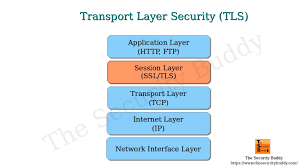 Transport Layer Security (TLS)
Application Layer
(HTTP, FTP)
Session Layer
(SSL/TLS)
Transport Layer
(TCP)
Internet Layer
(IP)
Network Interface Layer
The Security Buddy
The Security Buddy
https://www.thesecuritybuddy.com/